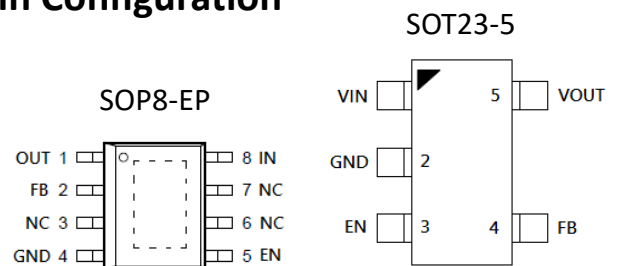 in Configuration
SOP8-EP
OUT 1 8 IN
FB 2 7 NC
NC 3 6 NC
GND 4 5 EN
SOT23-5
VIN 5 VOUT
GND 2
EN 3 4 FB